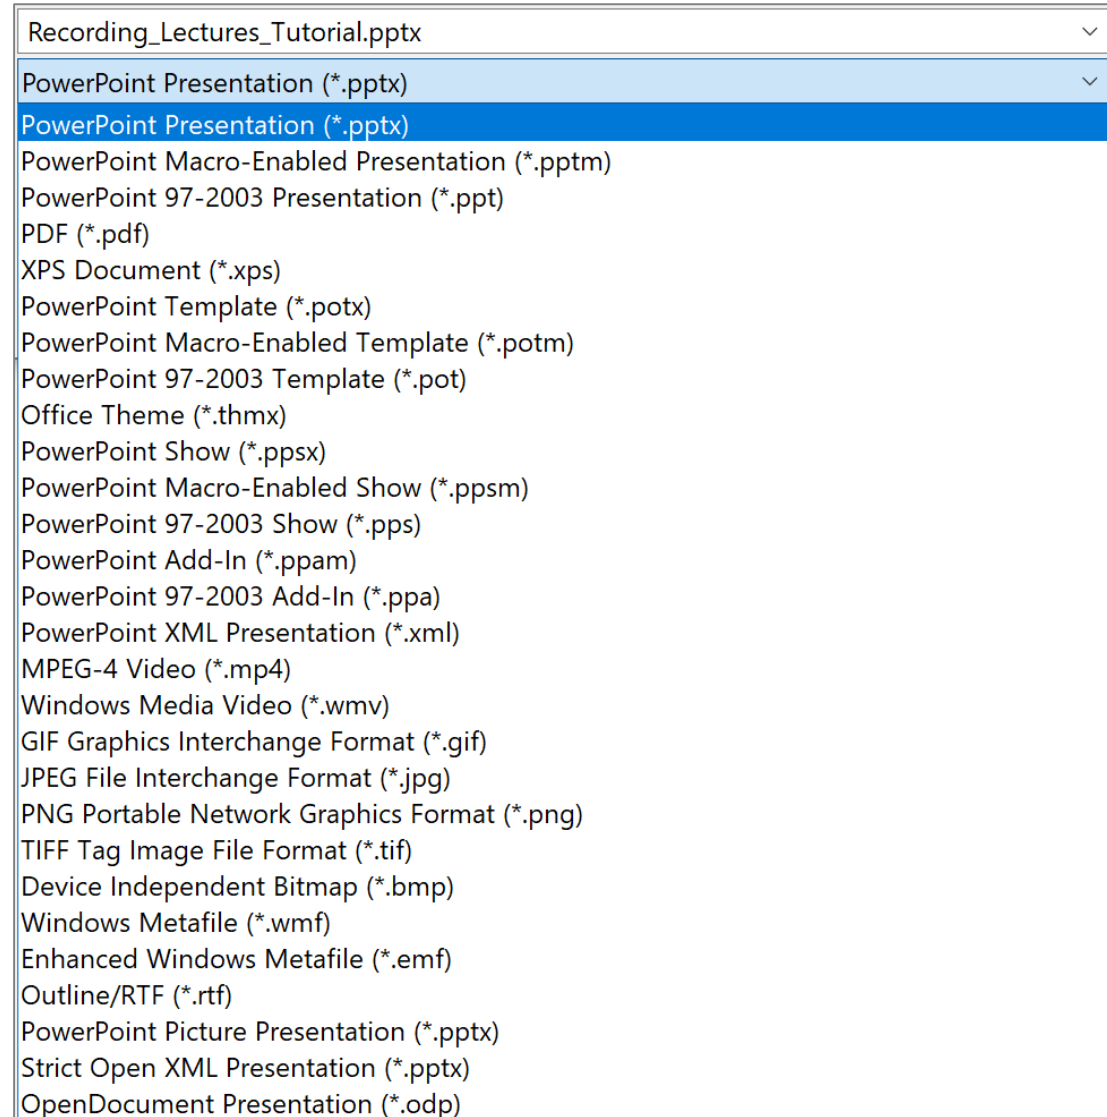 Recording_Lectures_Tutorial.pptx
PowerPoint Presentation (*.pptx)
PowerPoint Presentation (*.pptx)
PowerPoint Macro-Enabled Presentation (*.pptm)
PowerPoint 97-2003 Presentation (*.ppt)
PDF (*.pdf)
XPS Document (*.xps)
PowerPoint Template (*.potx)
PowerPoint Macro-Enabled Template (*.potm)
PowerPoint 97-2003 Template (*.pot)
Office Theme (*.thmx)
PowerPoint Show (*.ppsx)
PowerPoint Macro-Enabled Show (*.ppsm)
PowerPoint 97-2003 Show (*.pps)
PowerPoint Add-In (*.ppam)
PowerPoint 97-2003 Add-In (*.ppa)
PowerPoint XML Presentation (*.xml)
MPEG-4 Video (*.mp4)
Windows Media Video (*.wmv)
GIF Graphics Interchange Format (*.gif)
JPEG File Interchange Format (*.jpg)
PNG Portable Network Graphics Format (*.png)
TIFF Tag Image File Format (*.tif)
Device Independent Bitmap (*.bmp)
Windows Metafile (*.wmf)
Enhanced Windows Metafile (*.emf)
Outline/RTF (*.rtf)
PowerPoint Picture Presentation (*.pptx)
Strict Open XML Presentation (*.pptx)
OpenDocument Presentation (*.odp)